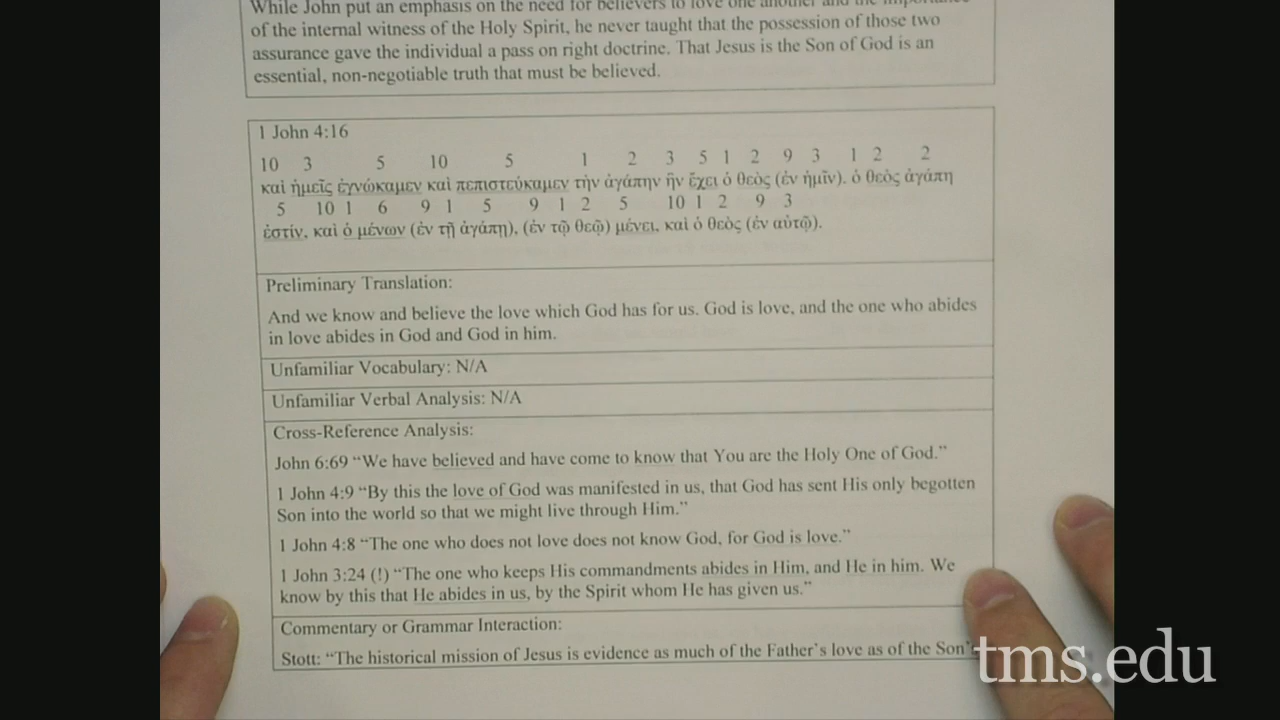 While John put an emphasis on the need for believers to love one another and the importance
of the internal witness of the Holy Spirit, he never taught that the possession of those two
assurance gave the individual a pass on right doctrine. That Jesus is the Son of God is an
essential, non-negotiable truth that must be believed.
1 John 4:16
10 3 5 10 5 1 2 3 5 1 2 9 3 1 2 2
καὶ ἡμεῖς ἐγνώκαμεν καὶ πεπιστεύκαμεν τὴν ἀγάπην ἣν ἔχει ὁ θεὸς (ἐν ἡμῖν). ὁ θεὸς ἀγάπη
5 10 1 6 9 1 5 9 1 2 5 10 1 2 9 3
ἐστίν, καὶ ὁ μένων (ἐν τῇ ἀγάπῃ), (ἐν τῷ θεῷ) μένει, καὶ ὁ θεὸς (ἐν αὐτῷ).
Preliminary Translation:
And we know and believe the love which God has for us. God is love, and the one who abides
in love abides in God and God in him.
Unfamiliar Vocabulary: N/A
Unfamiliar Verbal Analysis: N/A
Cross-Reference Analysis:
John 6:69 “We have believed and have come to know that You are the Holy One of God.”
1 John 4:9 “By this the love of God was manifested in us, that God has sent His only begotten
Son into the world so that we might live through Him.”
1 John 4:8 “The one who does not love does not know God, for God is love.”
1 John 3:24 (!) “The one who keeps His commandments abides in Him, and He in him. We
know by this that He abides in us, by the Spirit whom He has given us.”
Commentary or Grammar Interaction:
Stott: “The historical mission of Jesus is evidence as much of the Father’s love as of the Son’s
tms.edu